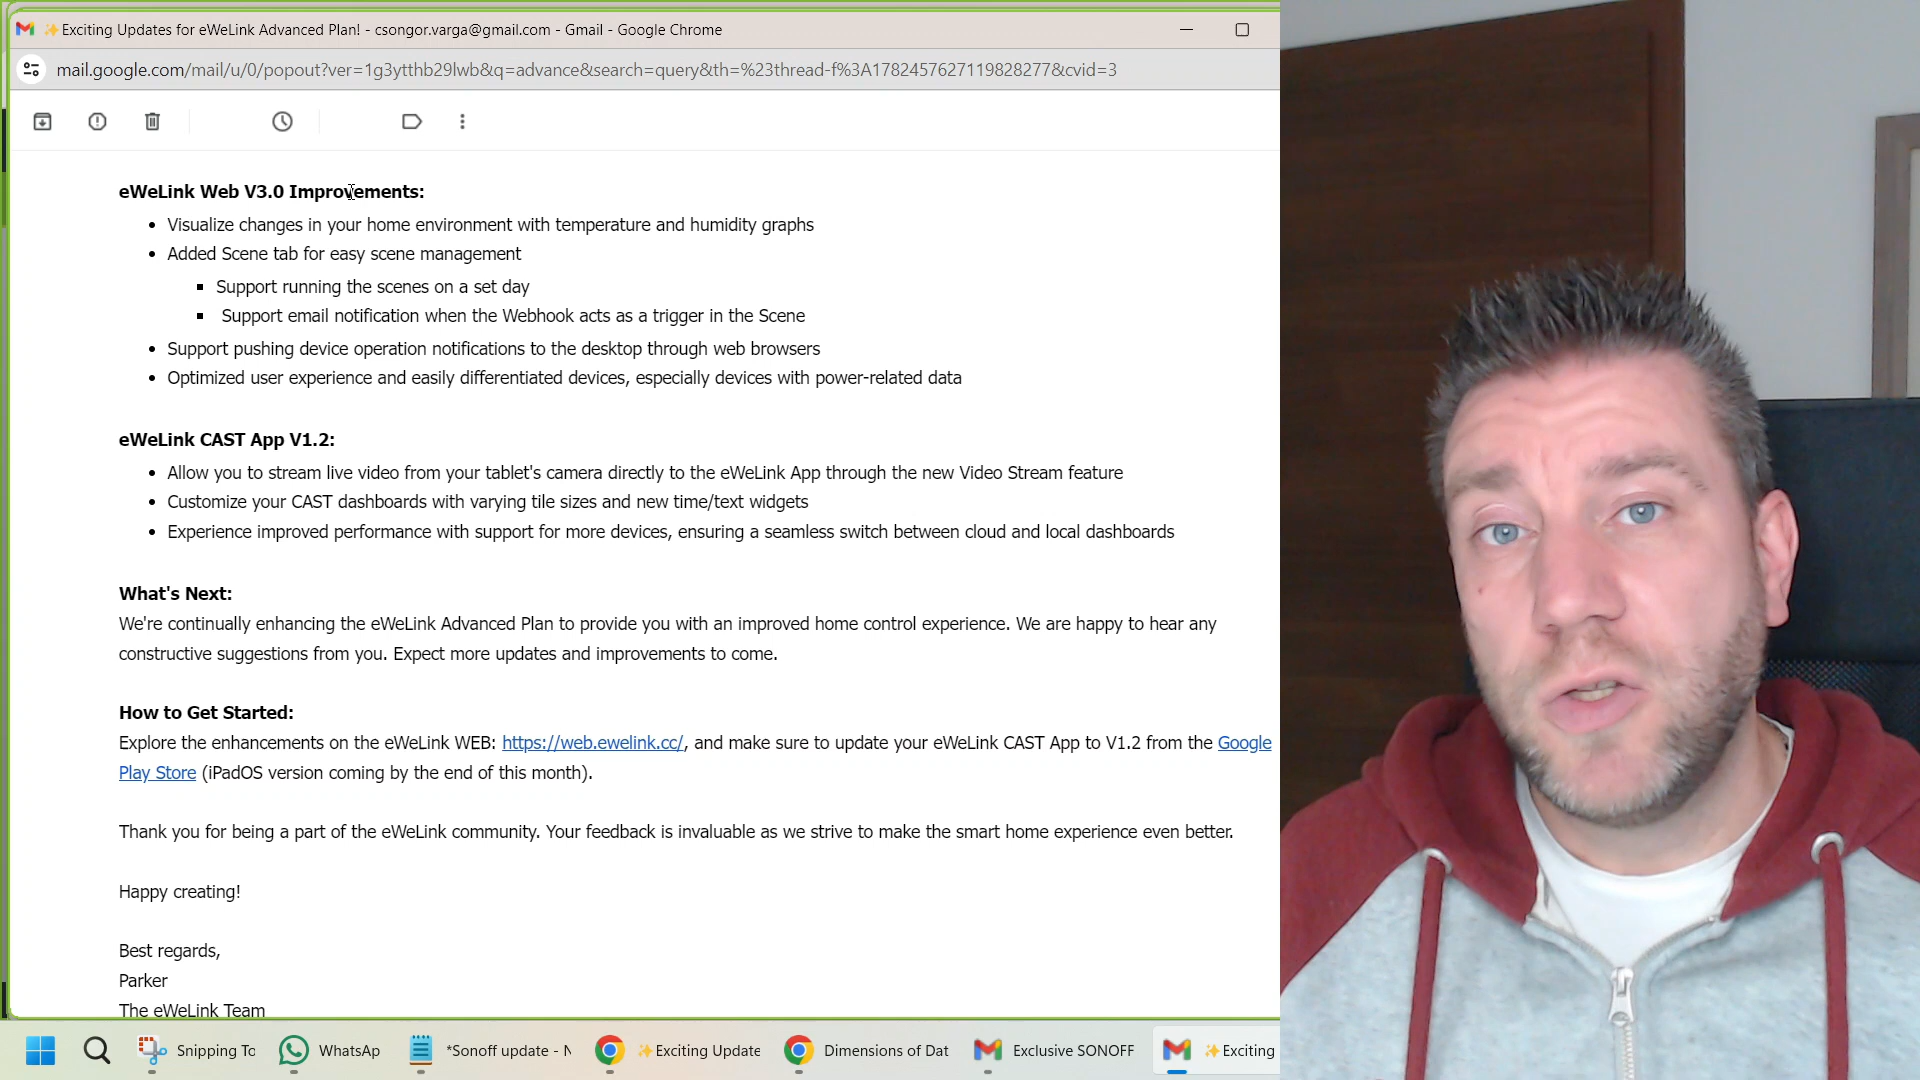 ✨Exciting Updates for eWeLink Advanced Plan! - csongor.varga@gmail.com - Gmail - Google Chrome
mail.google.com/mail/u/0/popout?ver=1g3ytthb29lwb&q=advance&search=query&th=%23thread-f%3A1782457627119828277&cvid=3
eWeLink Web V3.0 Improvements:
• Visualize changes in your home environment with temperature and humidity graphs
• Added Scene tab for easy scene management
▪ Support running the scenes on a set day
▪ Support email notification when the Webhook acts as a trigger in the Scene
• Support pushing device operation notifications to the desktop through web browsers
• Optimized user experience and easily differentiated devices, especially devices with power-related data
eWeLink CAST App V1.2:
• Allow you to stream live video from your tablet's camera directly to the eWeLink App through the new Video Stream feature
• Customize your CAST dashboards with varying tile sizes and new time/text widgets
• Experience improved performance with support for more devices, ensuring a seamless switch between cloud and local dashboards
What's Next:
We're continually enhancing the eWeLink Advanced Plan to provide you with an improved home control experience. We are happy to hear any
constructive suggestions from you. Expect more updates and improvements to come.
How to Get Started:
Explore the enhancements on the eWeLink WEB: https://web.ewelink.cc/, and make sure to update your eWeLink CAST App to V1.2 from the Google
Play Store (iPadOS version coming by the end of this month).
Thank you for being a part of the eWeLink community. Your feedback is invaluable as we strive to make the smart home experience even better.
Happy creating!
Best regards,
Parker
The eWeLink Team
Snipping To
WhatsApp
*Sonoff update - N
✨Exciting Update
Dimensions of Dat
Exclusive SONOFF
✨Exciting